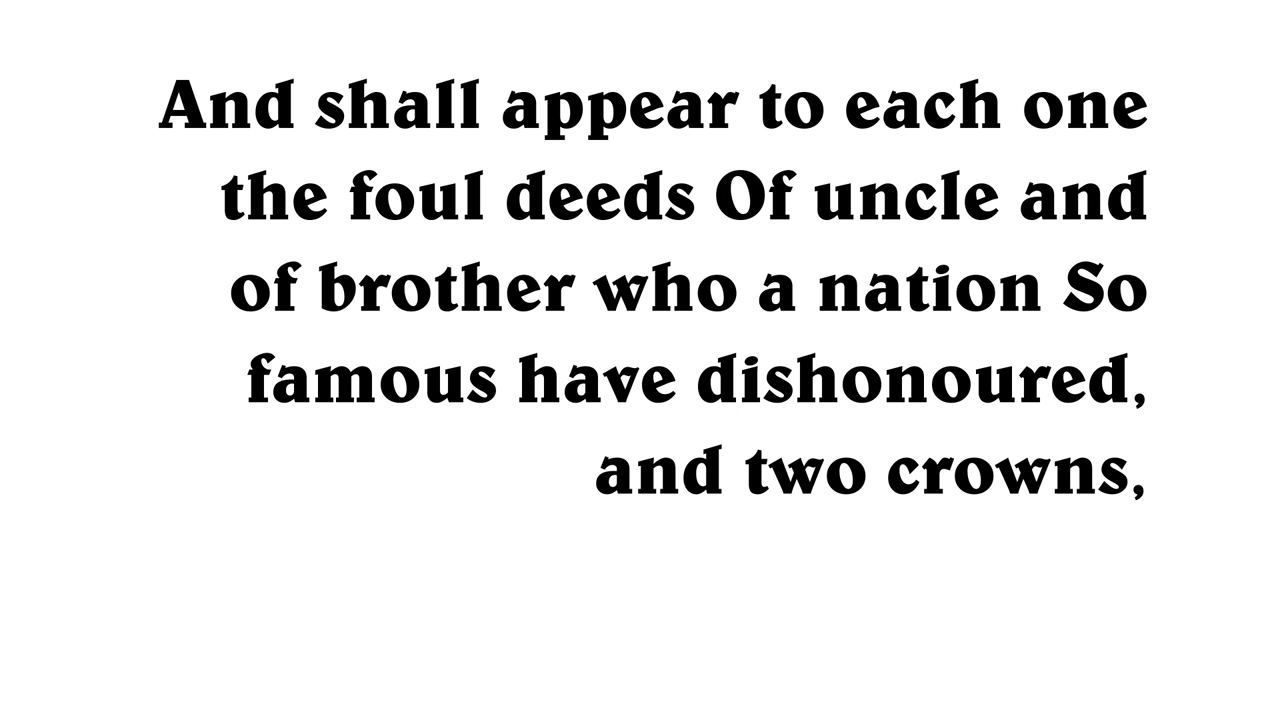 And shall appear to each one
the foul deeds Of uncle and
of brother who a nation So
famous have dishonoured,
and two crowns,